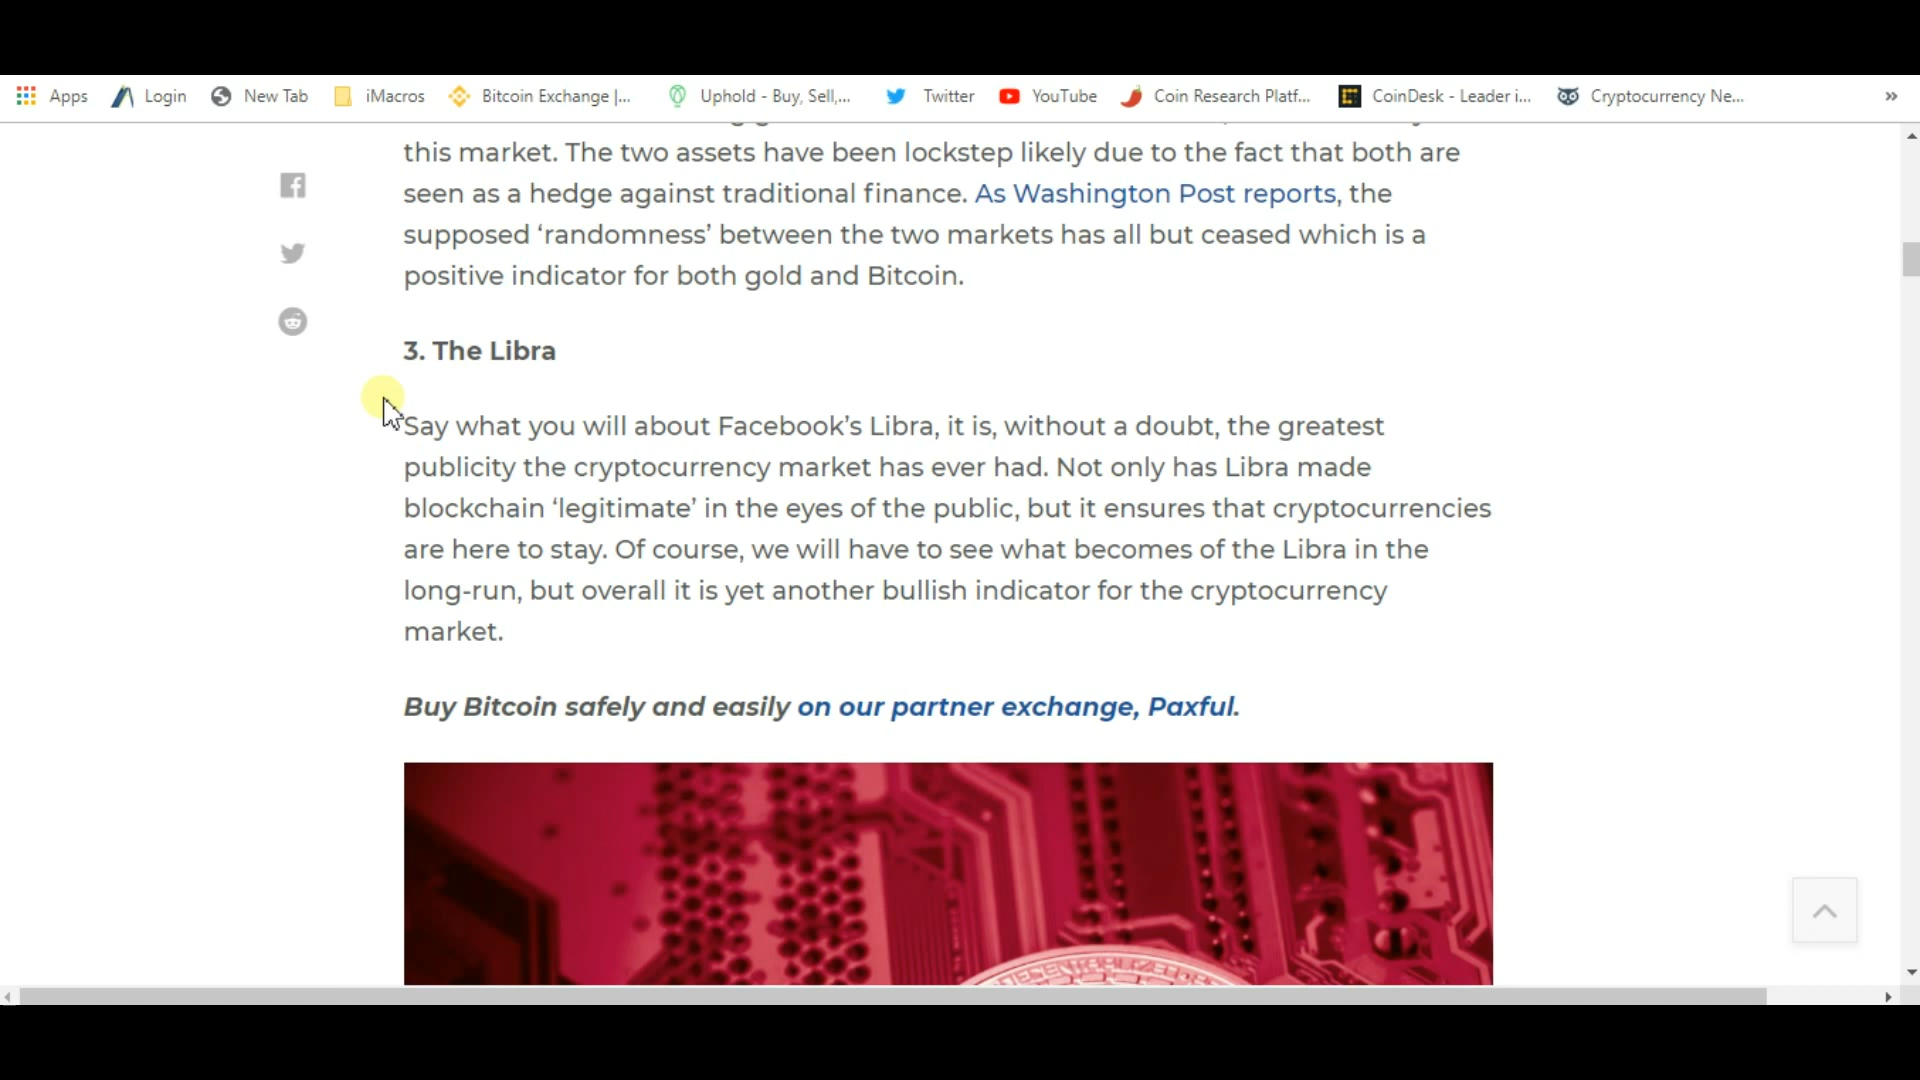 Apps Login New Tab iMacros Bitcoin Exchange |... Uphold - Buy, Sell,... Twitter YouTube Coin Research Platf... CoinDesk - Leader i... Cryptocurrency Ne... »
this market. The two assets have been lockstep likely due to the fact that both are
seen as a hedge against traditional finance. As Washington Post reports, the
supposed ‘randomness’ between the two markets has all but ceased which is a
positive indicator for both gold and Bitcoin.
3. The Libra
Say what you will about Facebook’s Libra, it is, without a doubt, the greatest
publicity the cryptocurrency market has ever had. Not only has Libra made
blockchain ‘legitimate’ in the eyes of the public, but it ensures that cryptocurrencies
are here to stay. Of course, we will have to see what becomes of the Libra in the
long-run, but overall it is yet another bullish indicator for the cryptocurrency
market.
Buy Bitcoin safely and easily on our partner exchange, Paxful.